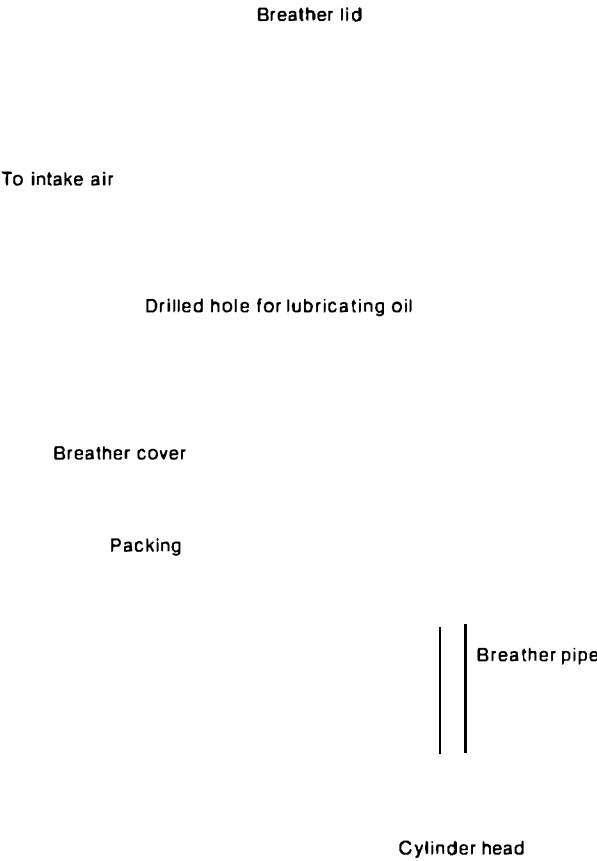 Breather lid
To intake air
Drilled hole for lubricating oil
Breather cover
Packing
Breather pipe
Cylinder head